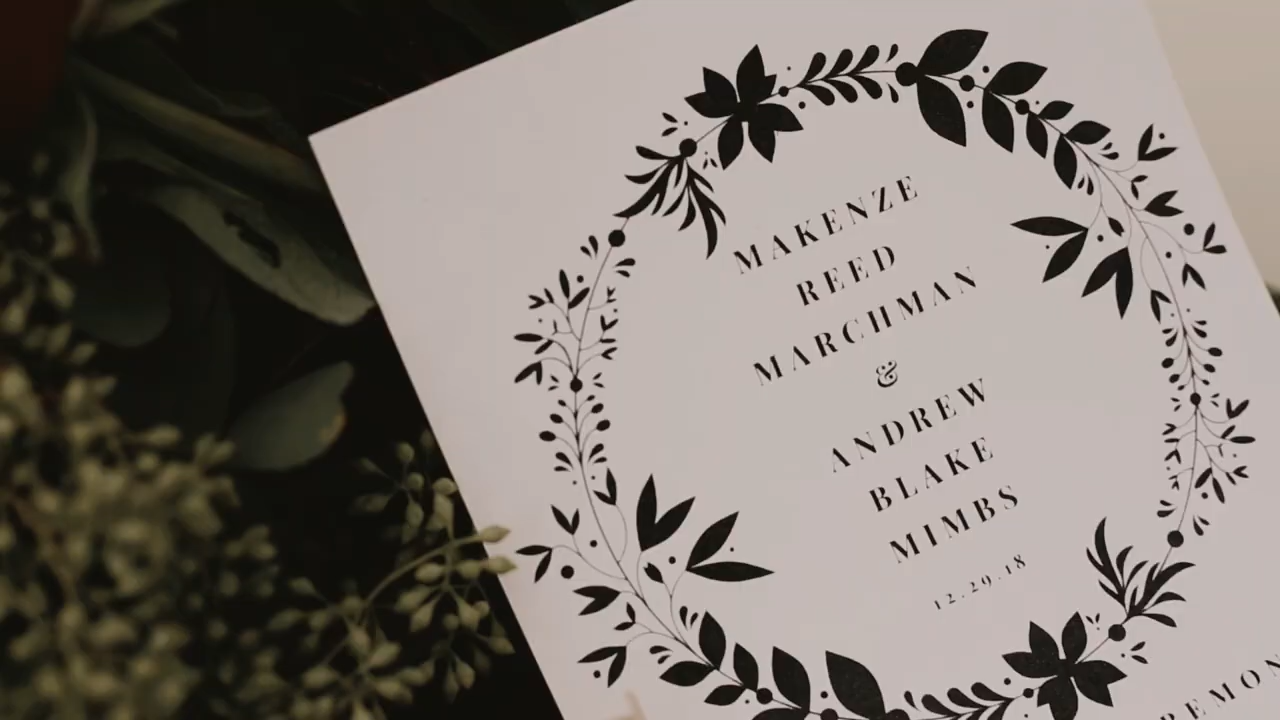 MAKENZE
REED
MARCHMAN
&
ANDREW
BLAKE
MIMBS
12.29.18